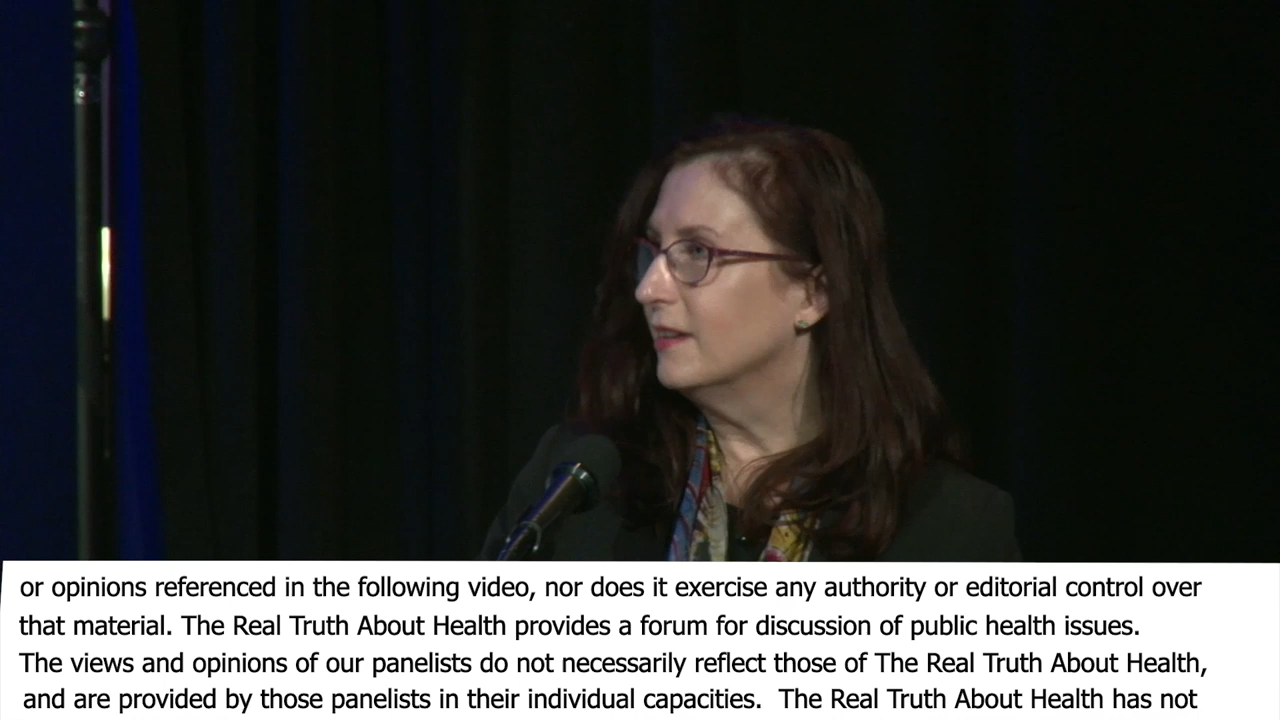 or opinions referenced in the following video, nor does it exercise any authority or editorial control over
that material. The Real Truth About Health provides a forum for discussion of public health issues.
The views and opinions of our panelists do not necessarily reflect those of The Real Truth About Health,
and are provided by those panelists in their individual capacities. The Real Truth About Health has not